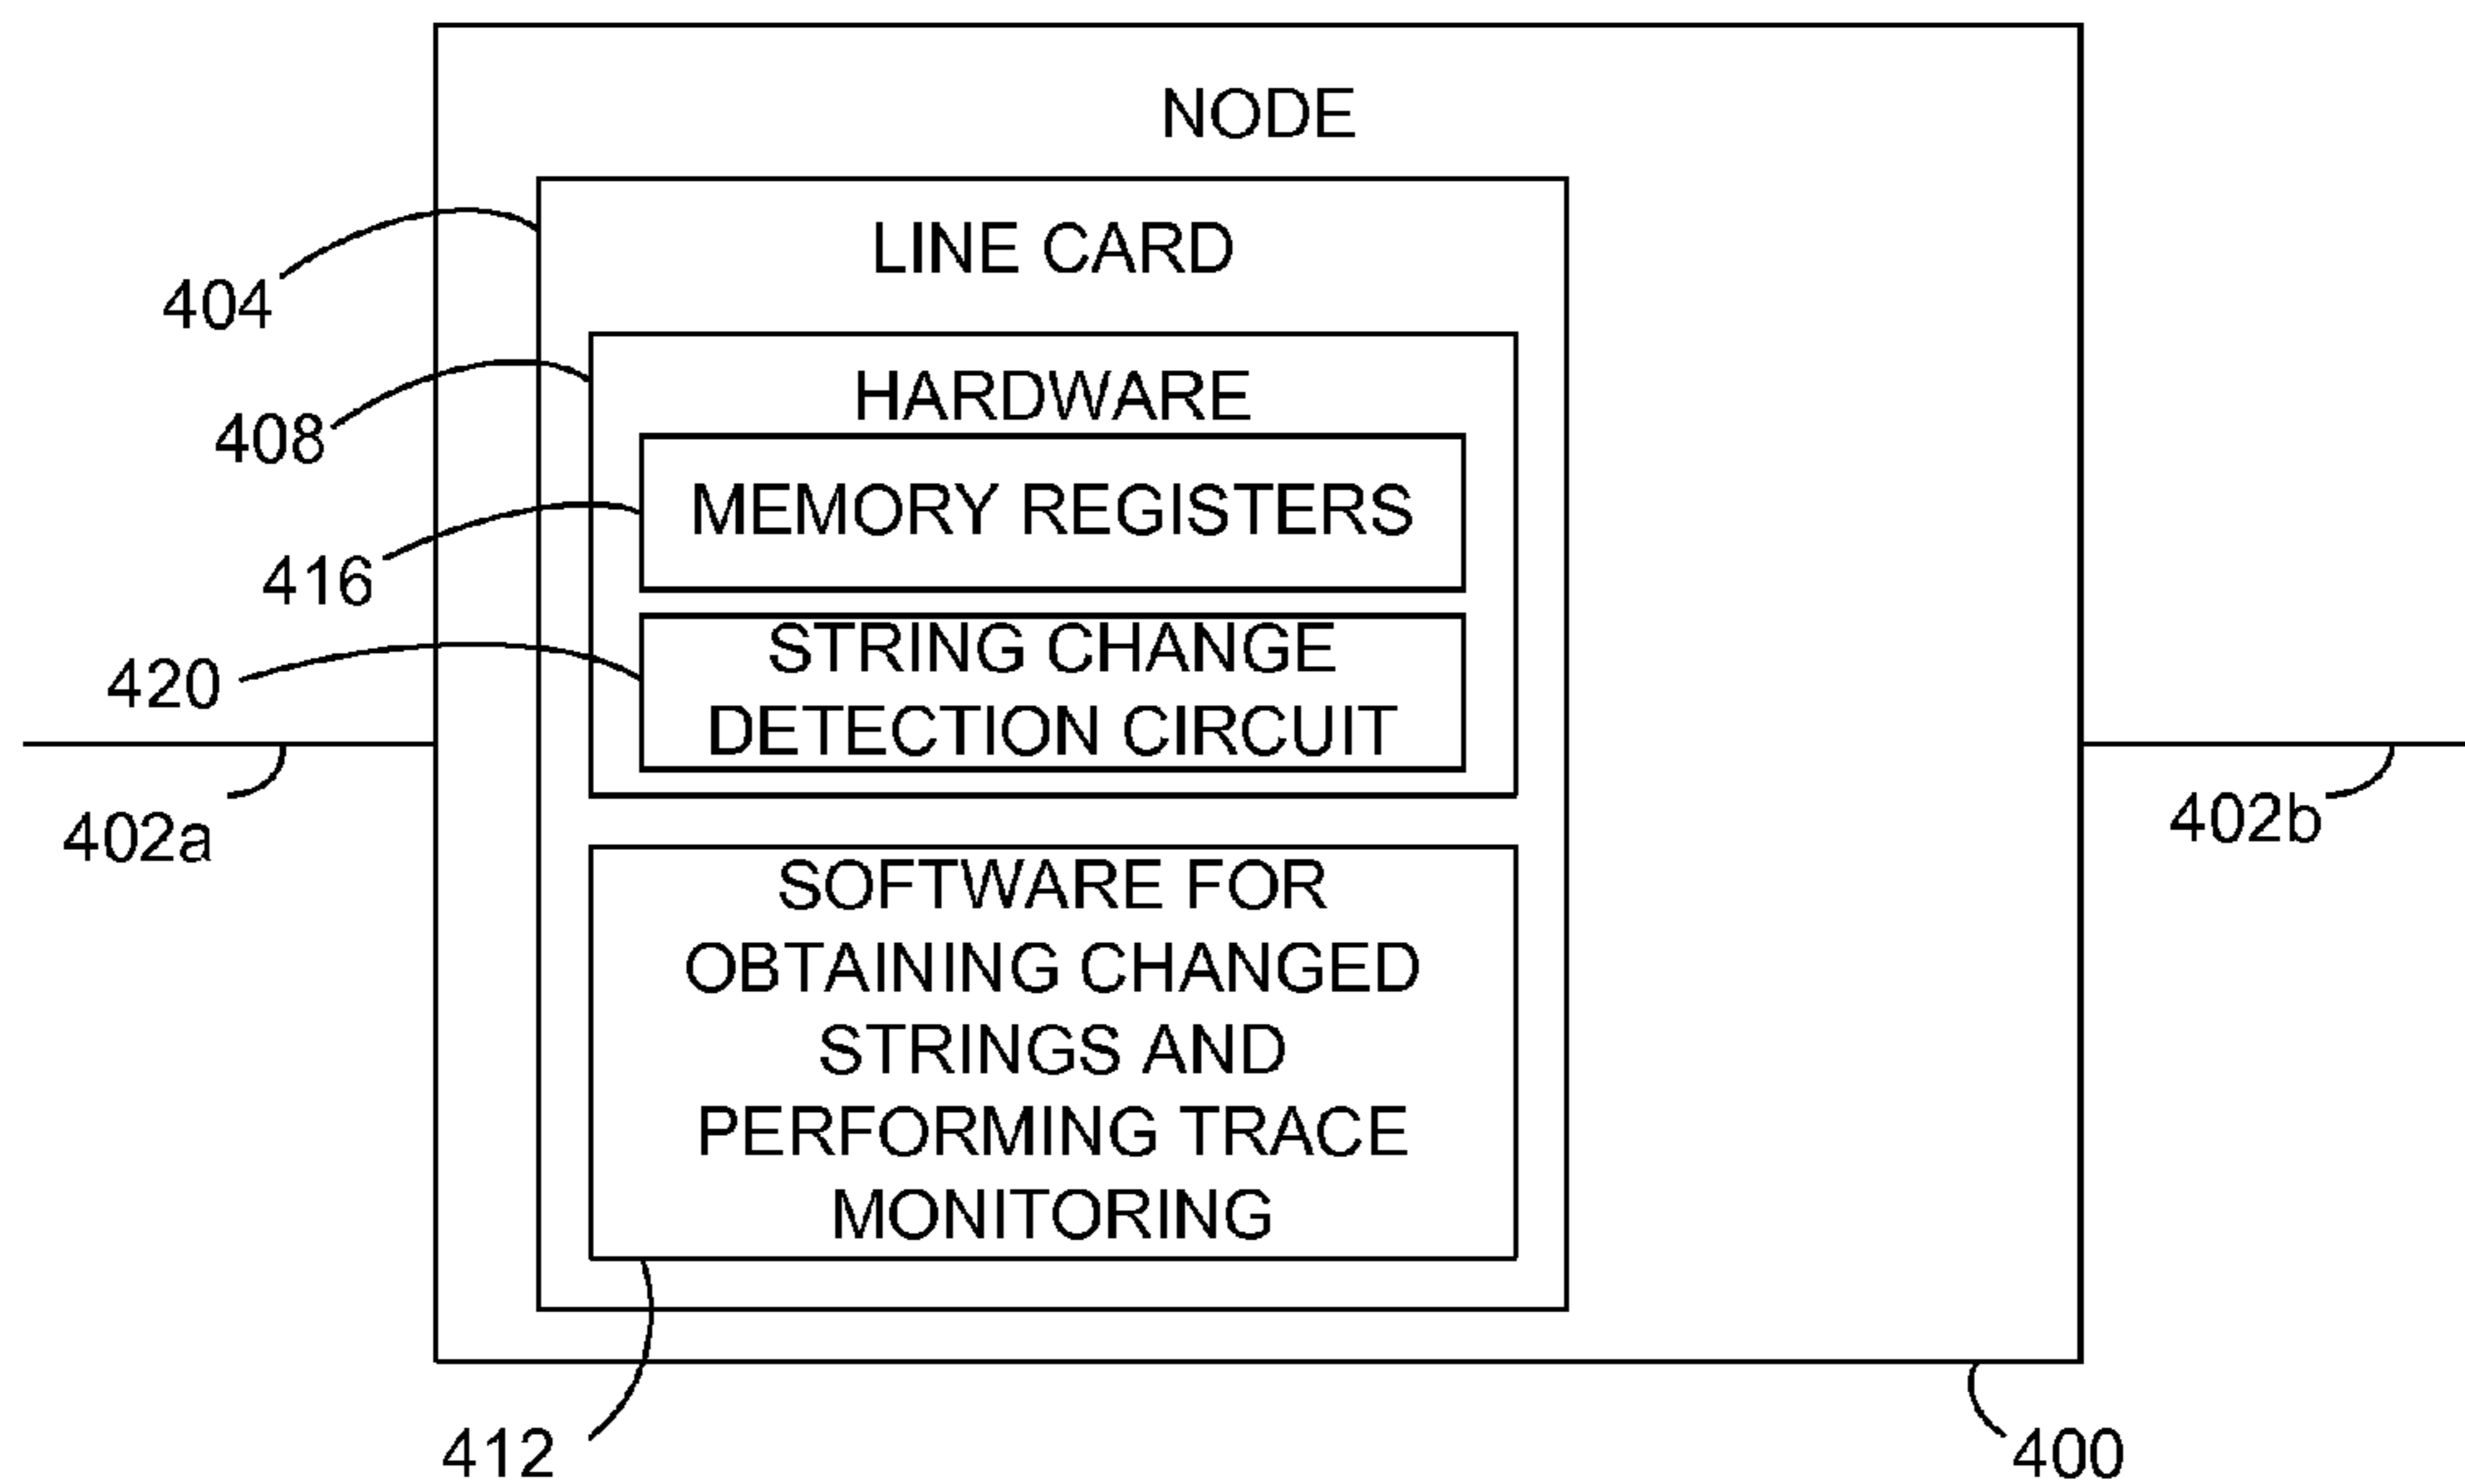 NODE
LINE CARD
404
HARDWARE
408
MEMORY REGISTERS
416
STRING CHANGE
DETECTION CIRCUIT
420
402a
402b
SOFTWARE FOR
OBTAINING CHANGED
STRINGS AND
PERFORMING TRACE
MONITORING
412
400